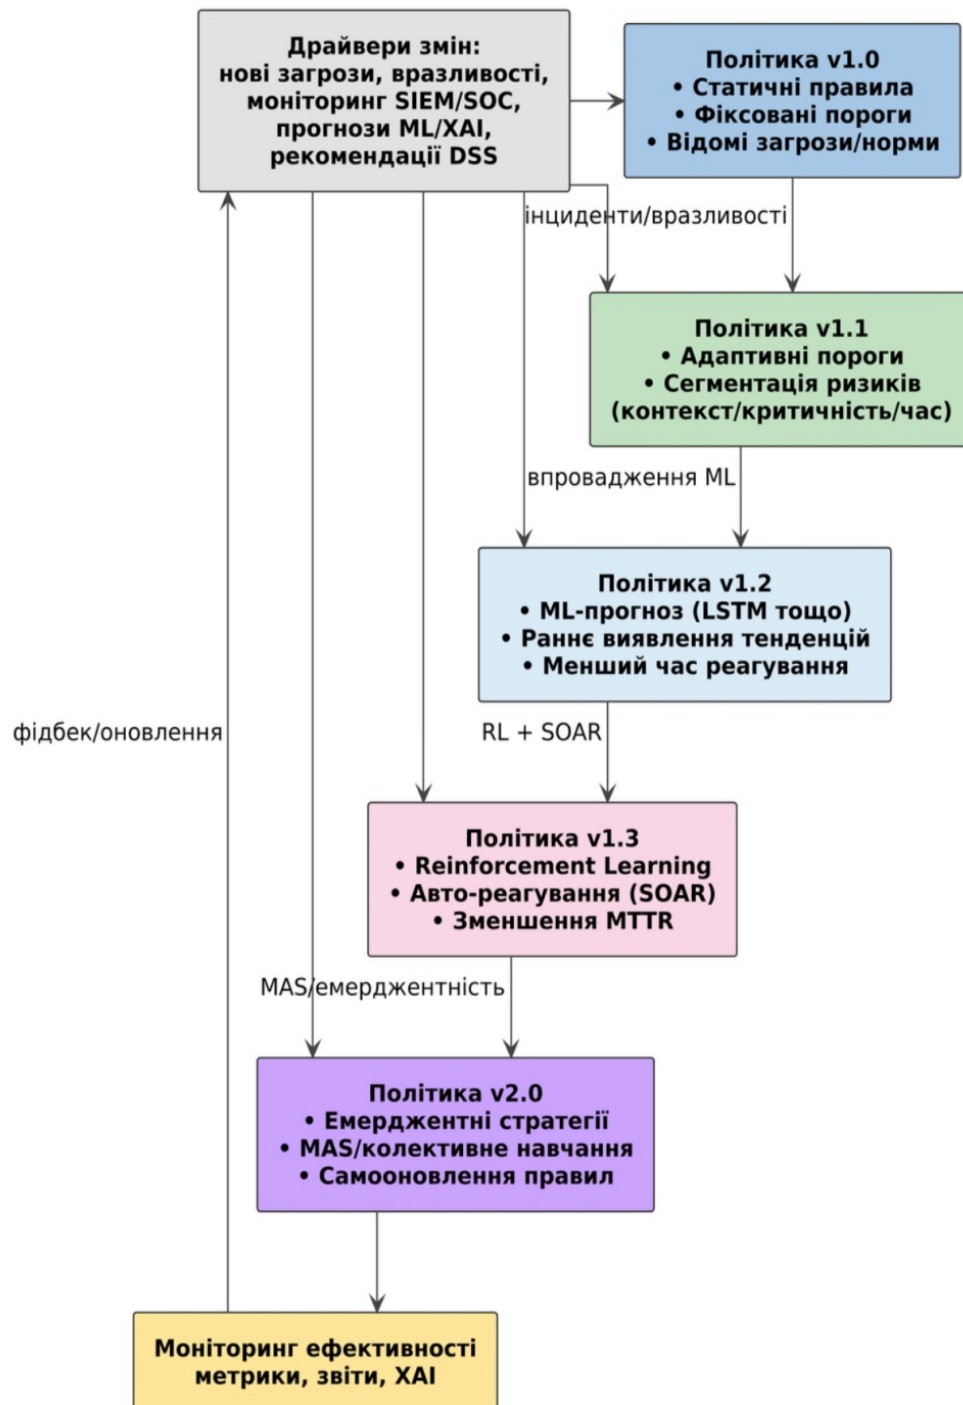 Драйвери змін:
нові загрози, вразливості,
моніторинг SIEM/SOC,
прогнози ML/XAI,
рекомендації DSS
Політика v1.0
• Статичні правила
• Фіксовані пороги
• Відомі загрози/норми
інциденти/вразливості
Політика v1.1
• Адаптивні пороги
• Сегментація ризиків
(контекст/критичність/час)
впровадження ML
Політика v1.2
• ML-прогноз (LSTM тощо)
• Раннє виявлення тенденцій
• Менший час реагування
фідбек/оновлення
RL + SOAR
Політика v1.3
• Reinforcement Learning
• Авто-реагування (SOAR)
• Зменшення MTTR
MAS/емерджентність
Політика v2.0
• Емерджентні стратегії
• MAS/колективне навчання
• Самооновлення правил
Моніторинг ефективності
метрики, звіти, XAI